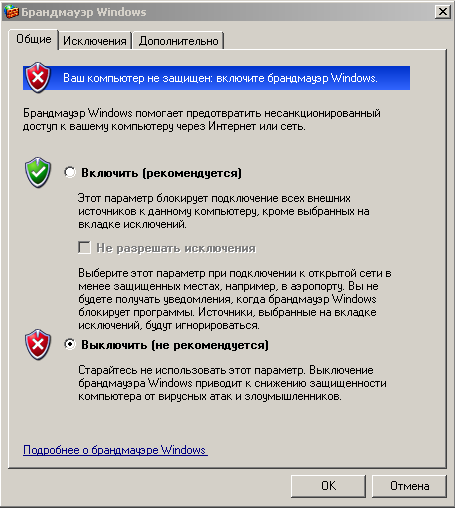 Брандмауэр Windows
Общие Исключения Дополнительно
Ваш компьютер не защищен: включите брандмауэр Windows.
Брандмауэр Windows помогает предотвратить несанкционированный
доступ к вашему компьютеру через Интернет или сеть.
Включить (рекомендуется)
Этот параметр блокирует подключение всех внешних
источников к данному компьютеру, кроме выбранных на
вкладке исключений.
Не разрешать исключения
Выберите этот параметр при подключении к открытой сети в
менее защищенных местах, например, в аэропорту. Вы не
будете получать уведомления, когда брандмауэр Windows
блокирует программы. Источники, выбранные на вкладке
исключений, будут игнорироваться.
Выключить (не рекомендуется)
Старайтесь не использовать этот параметр. Выключение
брандмауэра Windows приводит к снижению защищенности
компьютера от вирусных атак и злоумышленников.
Подробнее о брандмауэре Windows.
OK Отмена